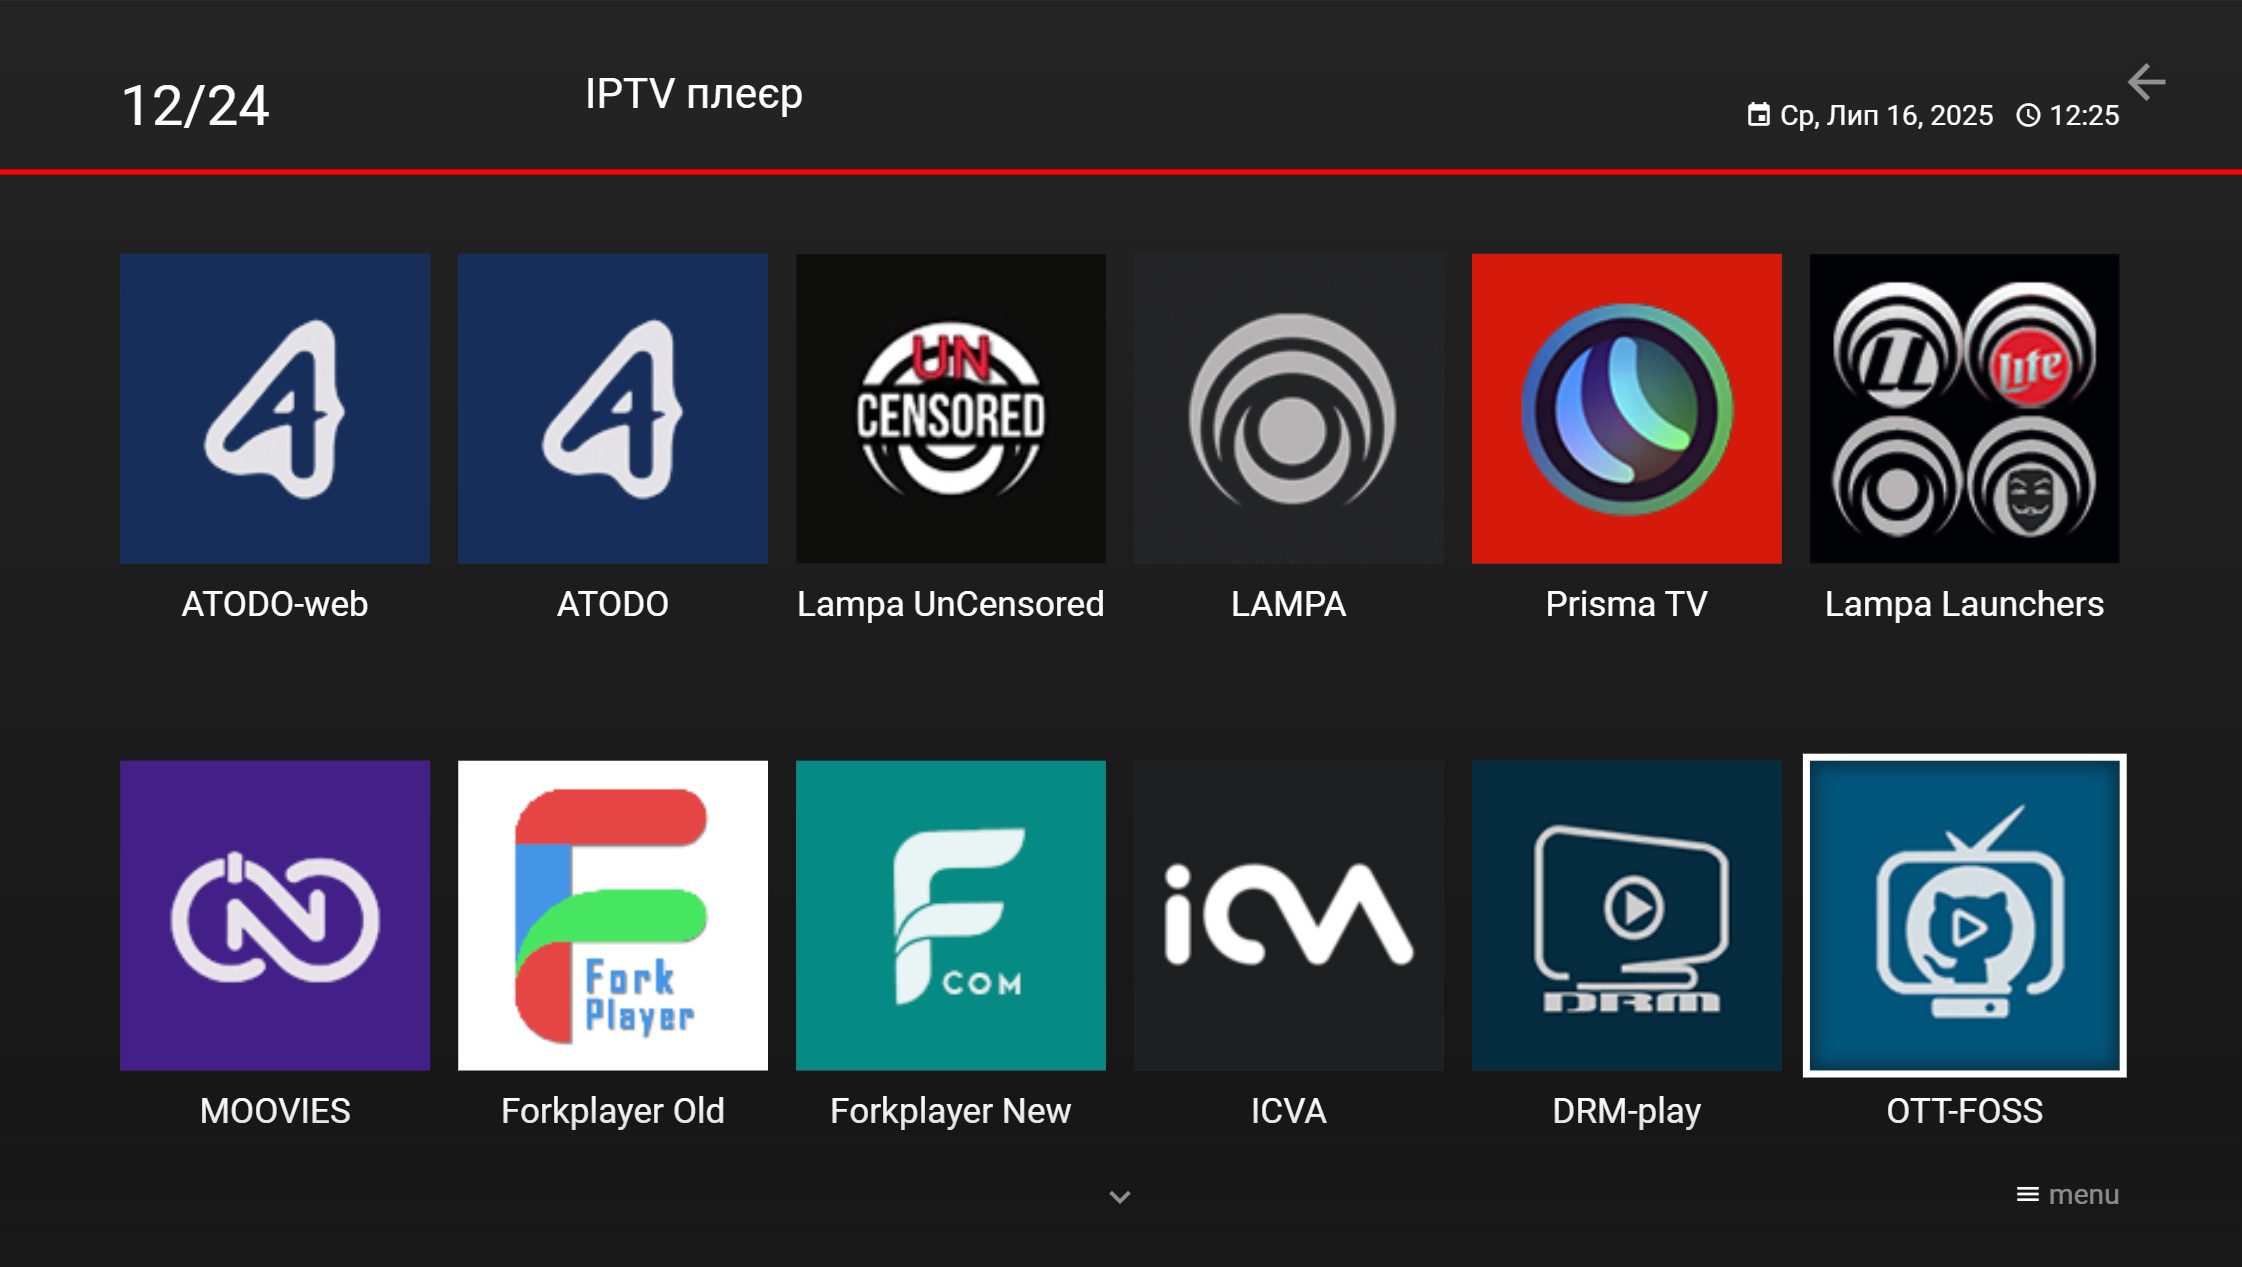 12/24
IPTV плеєр
Ср, Лип 16, 2025 12:25
UN
CENSORED
Lite
ATODO-web
ATODO
Lampa UnCensored
LAMPA
Prisma TV
Lampa Launchers
Fork
Player
COM
icva
DRM
MOOVIES
Forkplayer Old
Forkplayer New
ICVA
DRM-play
OTT-FOSS
menu